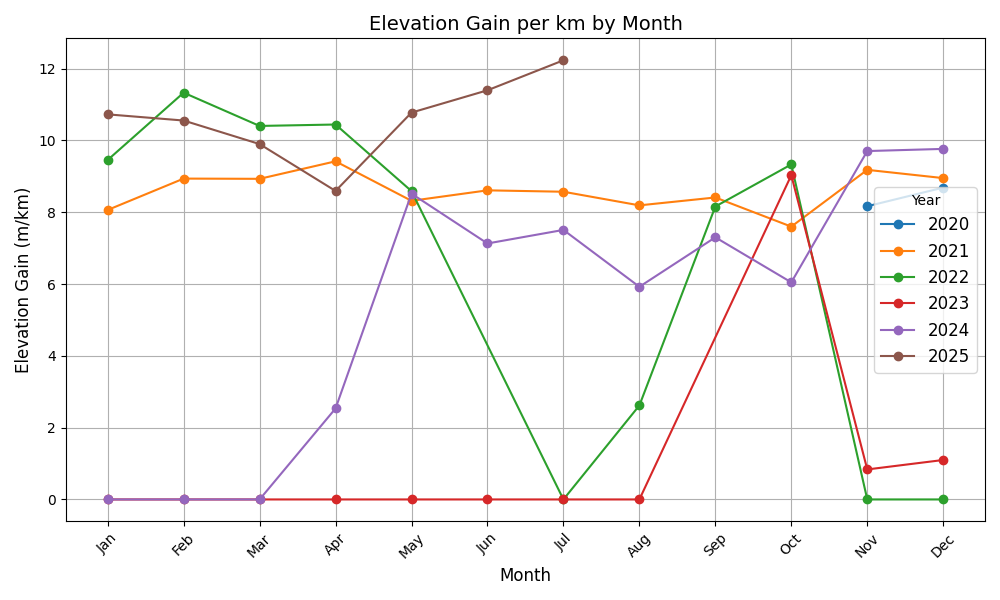 Elevation Gain per km by Month
Elevation Gain (m/km)
12
10
8
6
4
2
0
Jan
Feb
Mar
Apr
May
Jun
Jul
Aug
Sep
Oct
Nov
Dec
Month
Year
2020
2021
2022
2023
2024
2025